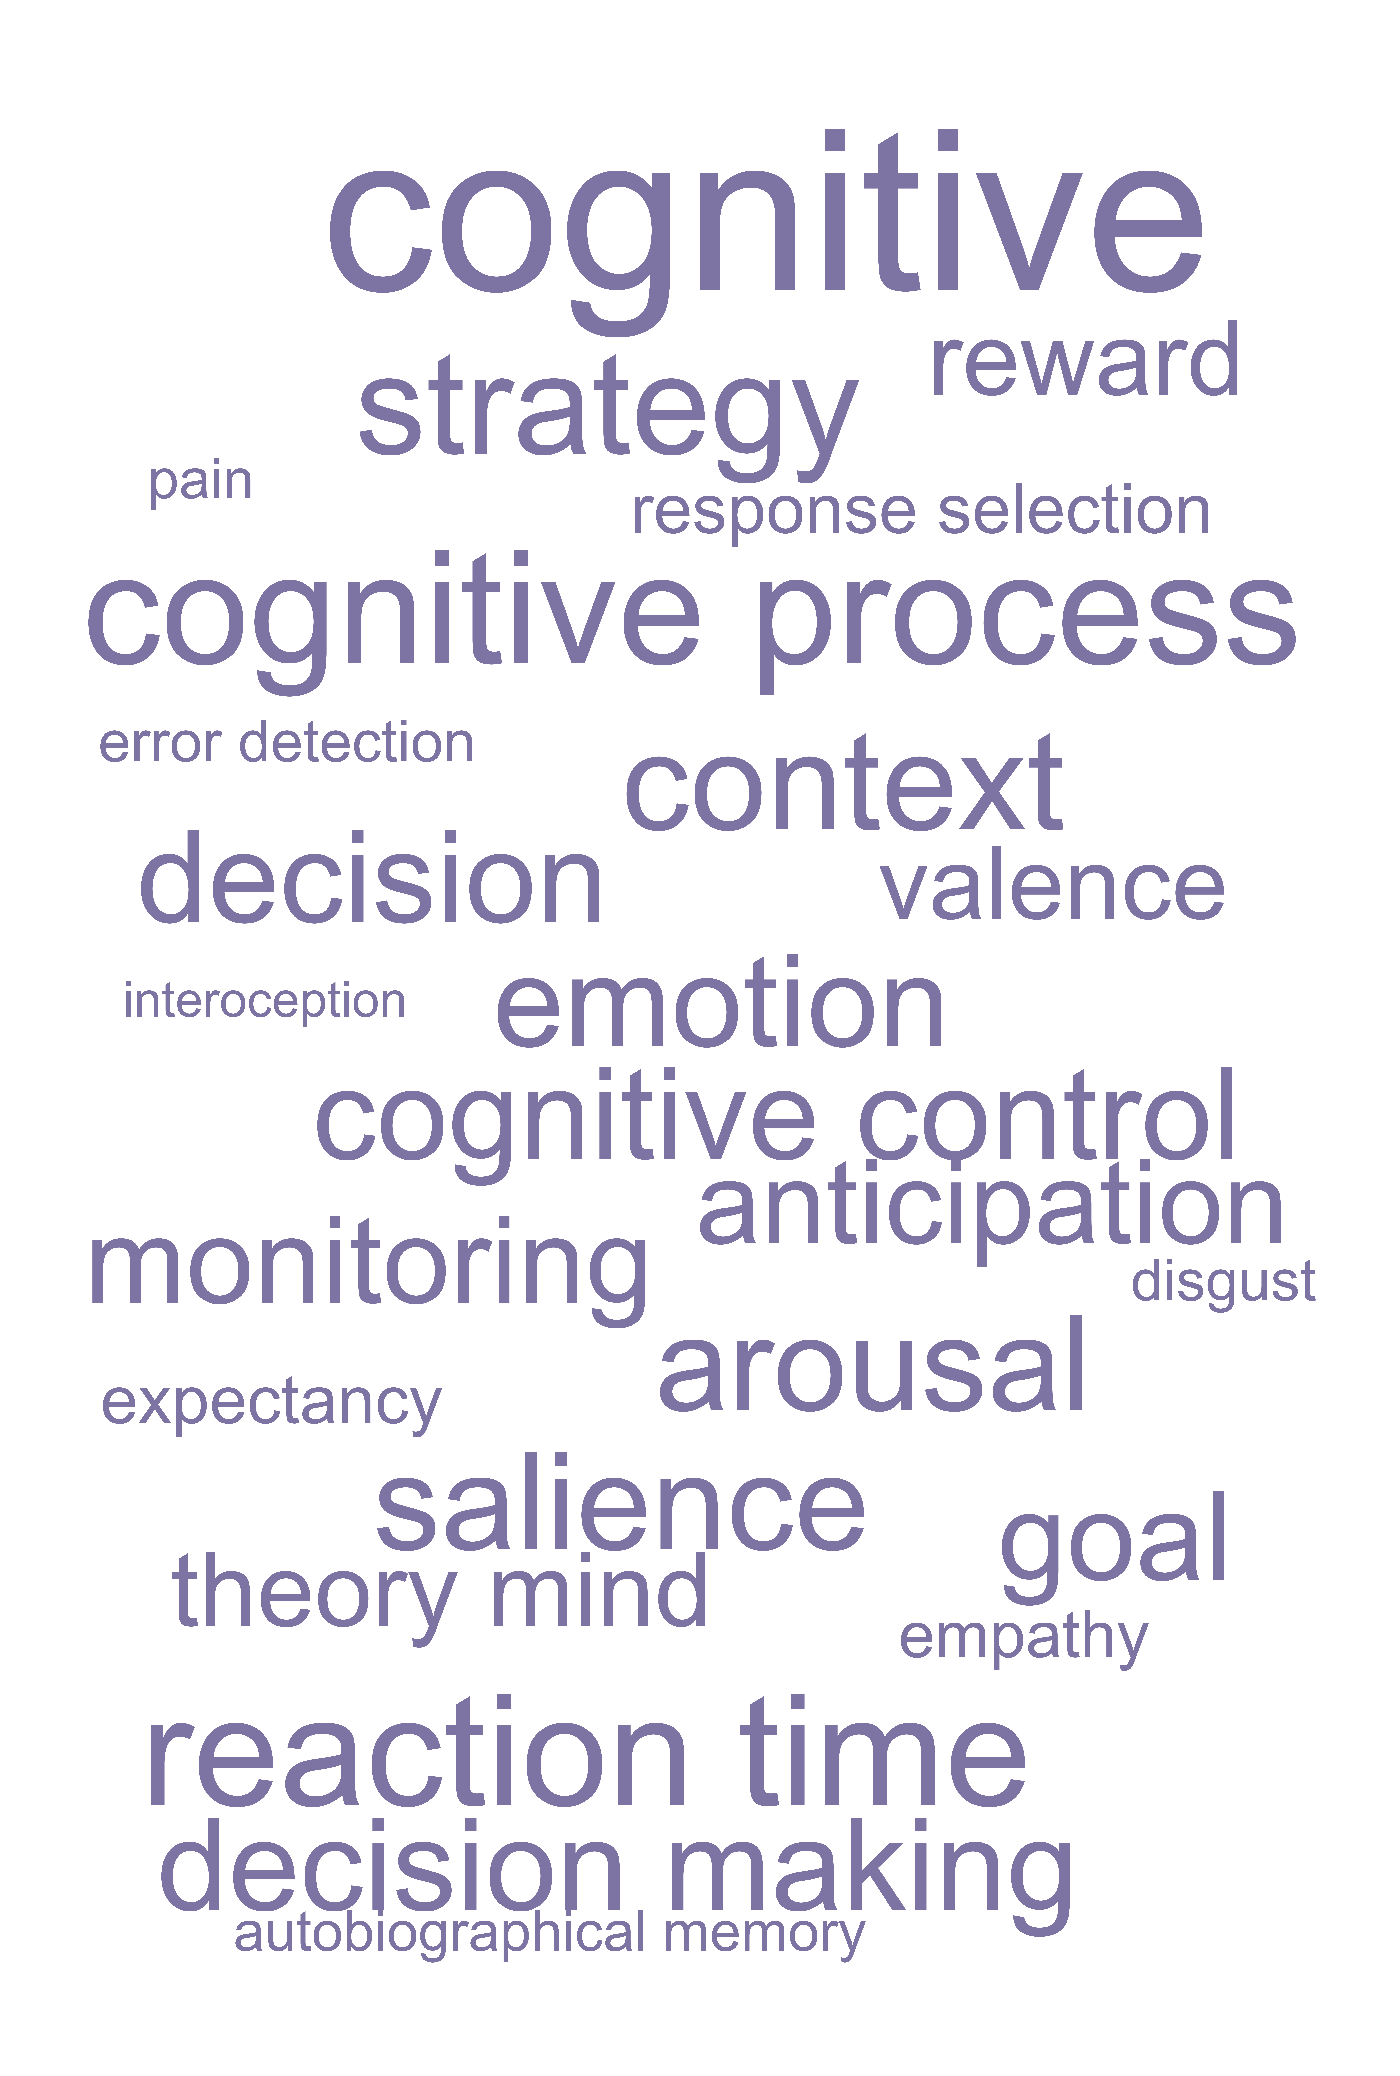 cognitive
reward
strategy
pain
response selection
cognitive process
error detection
context
decision
valence
emotion
interoception
cognitive control
anticipation
monitoring
disgust
arousal
expectancy
salience
goal
theory mind
empathy
reaction time
decision making
autobiographical memory